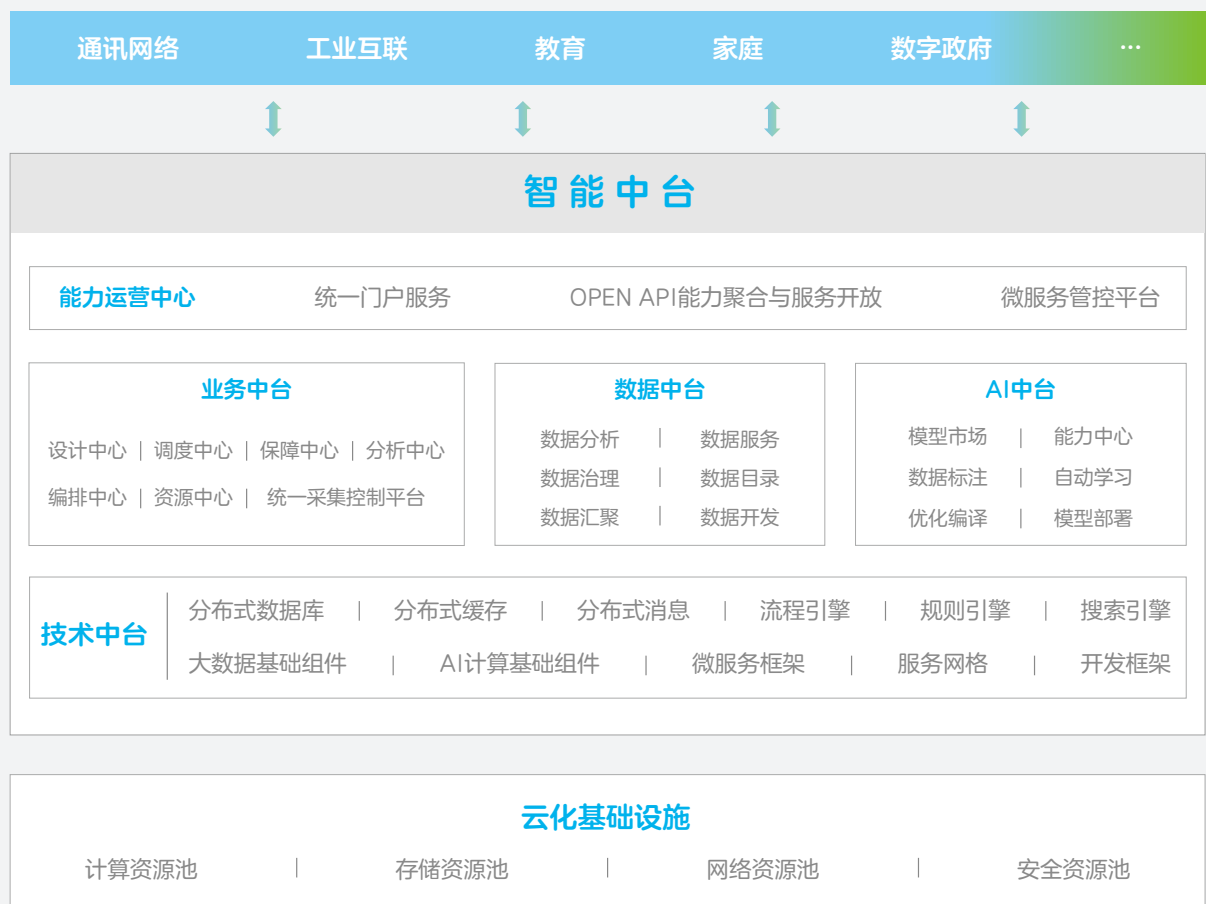 通讯网络 工业互联 教育 家庭 数字政府 ...
智能中台
能力运营中心 统一门户服务 OPEN API能力聚合与服务开放 微服务管控平台
业务中台
设计中心 | 调度中心 | 保障中心 | 分析中心
编排中心 | 资源中心 | 统一采集控制平台
数据中台
数据分析 | 数据服务
数据治理 | 数据目录
数据汇聚 | 数据开发
AI中台
模型市场 | 能力中心
数据标注 | 自动学习
优化编译 | 模型部署
技术中台
分布式数据库 | 分布式缓存 | 分布式消息 | 流程引擎 | 规则引擎 | 搜索引擎
大数据基础组件 | AI计算基础组件 | 微服务框架 | 服务网格 | 开发框架
云化基础设施
计算资源池 | 存储资源池 | 网络资源池 | 安全资源池